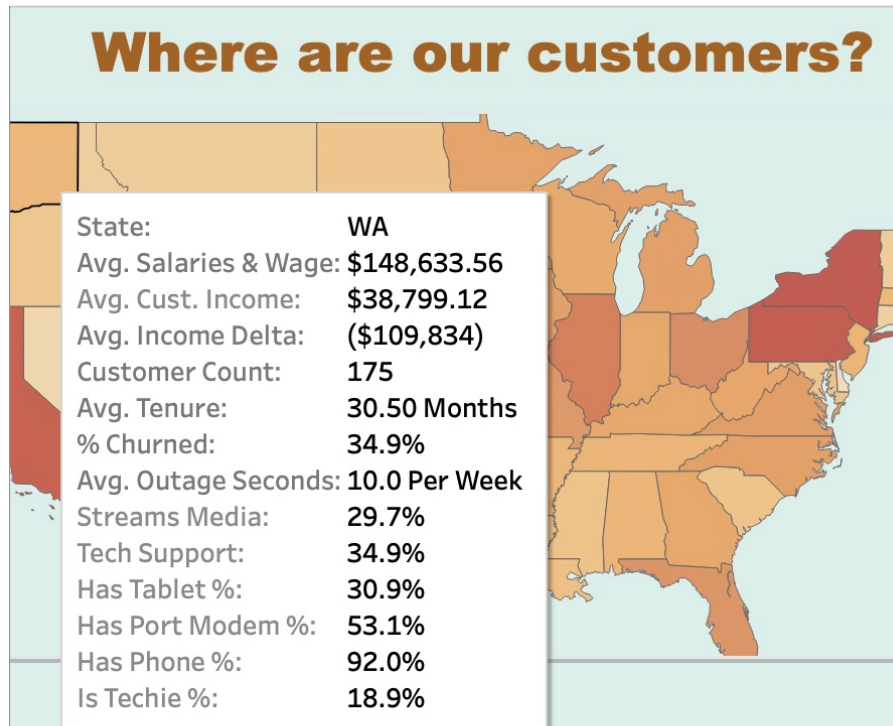 Where are our customers?
State: WA
Avg. Salaries & Wage: $148,633.56
Avg. Cust. Income: $38,799.12
Avg. Income Delta: ($109,834)
Customer Count: 175
Avg. Tenure: 30.50 Months
% Churned: 34.9%
Avg. Outage Seconds: 10.0 Per Week
Streams Media: 29.7%
Tech Support: 34.9%
Has Tablet %: 30.9%
Has Port Modem %: 53.1%
Has Phone %: 92.0%
Is Techie %: 18.9%